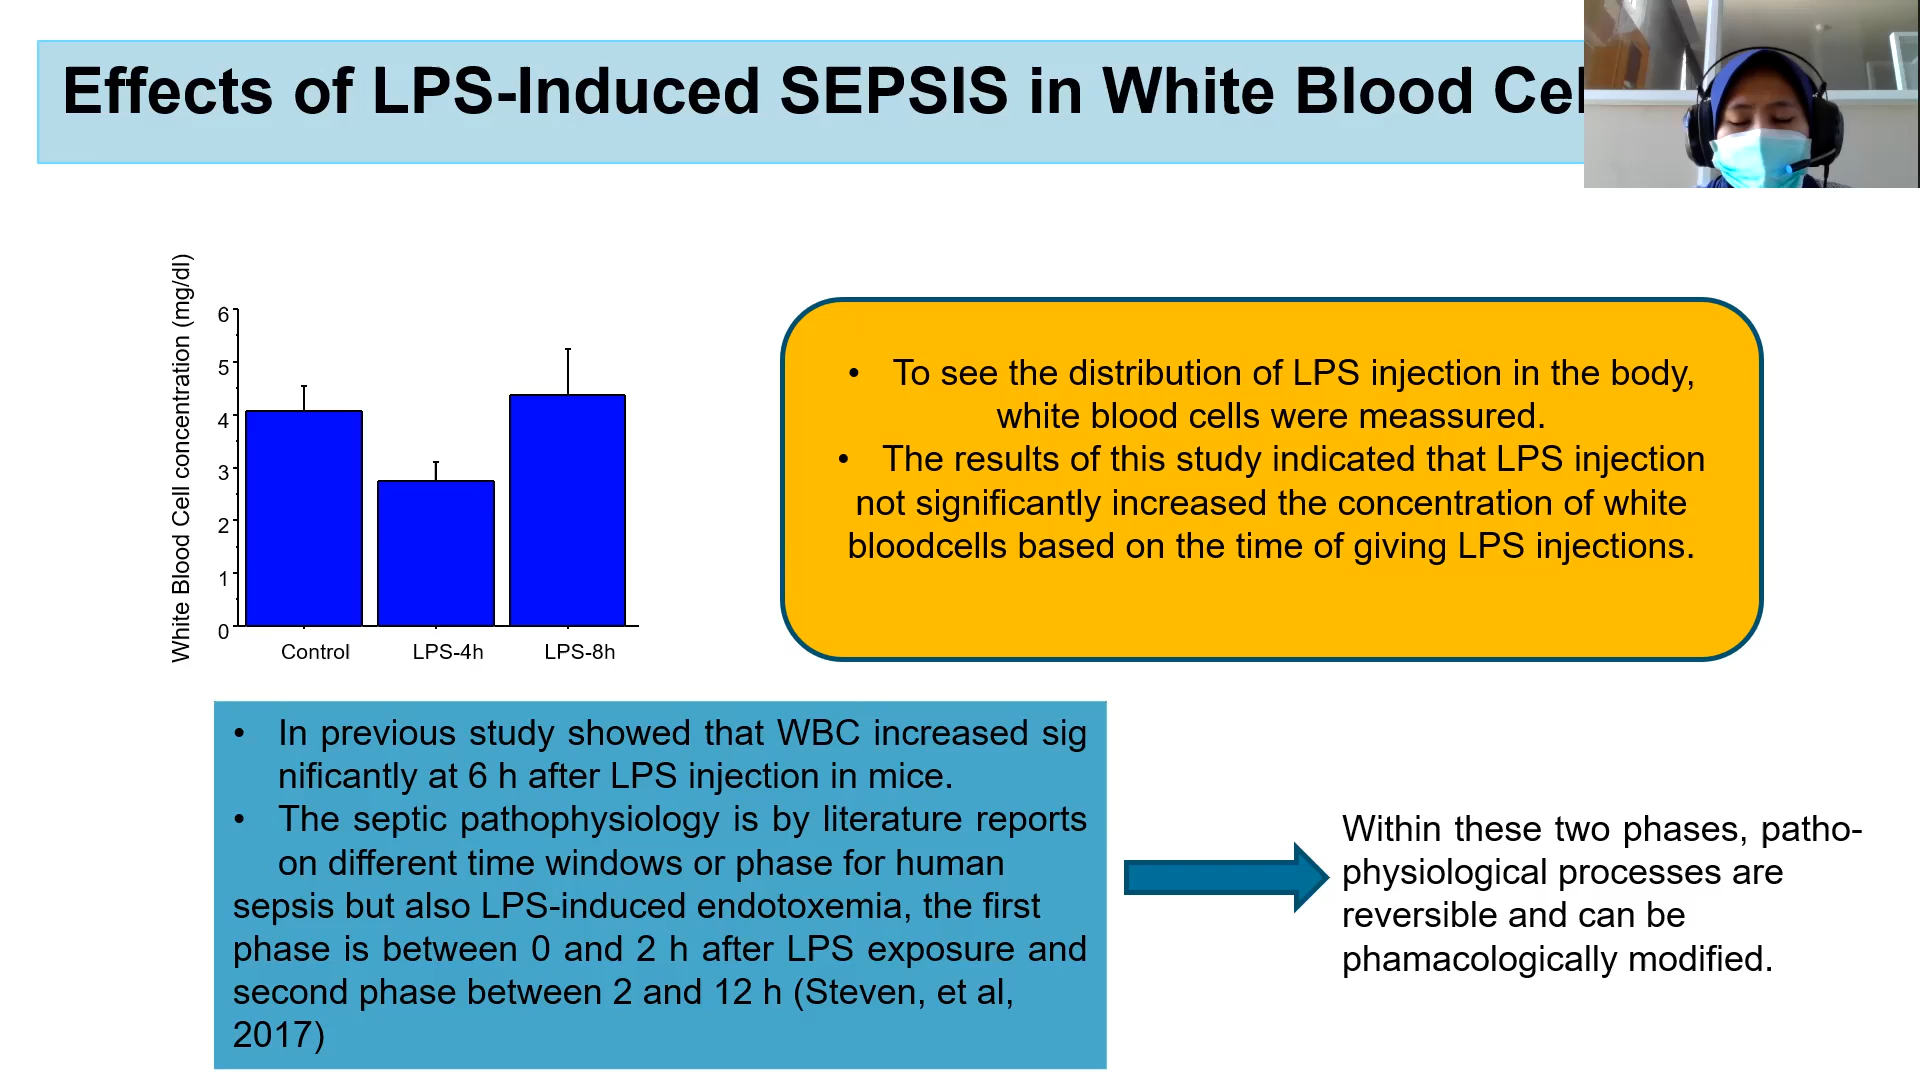 Effects of LPS-Induced SEPSIS in White Blood Cel
White Blood Cell concentration (mg/dl)
6
5
4
3
2
1
0
Control LPS-4h LPS-8h
• To see the distribution of LPS injection in the body,
white blood cells were meassured.
• The results of this study indicated that LPS injection
not significantly increased the concentration of white
bloodcells based on the time of giving LPS injections.
• In previous study showed that WBC increased sig
nificantly at 6 h after LPS injection in mice.
• The septic pathophysiology is by literature reports
on different time windows or phase for human
sepsis but also LPS-induced endotoxemia, the first
phase is between 0 and 2 h after LPS exposure and
second phase between 2 and 12 h (Steven, et al,
2017)
Within these two phases, patho-
physiological processes are
reversible and can be
phamacologically modified.